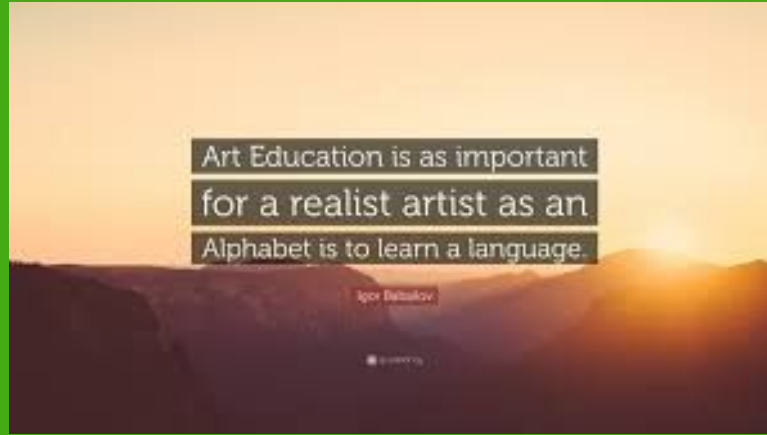 Art Education is as important
for a realist artist as an
Alphabet is to learn a language.
Igor Babailov